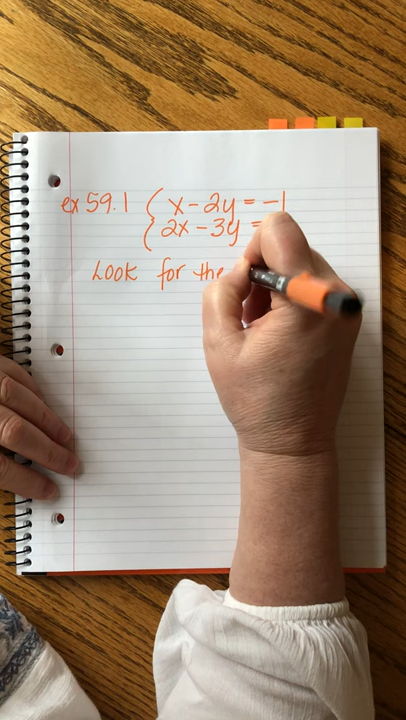 ex 59.1 { x - 2y = -1
{ 2x - 3y =
Look for the